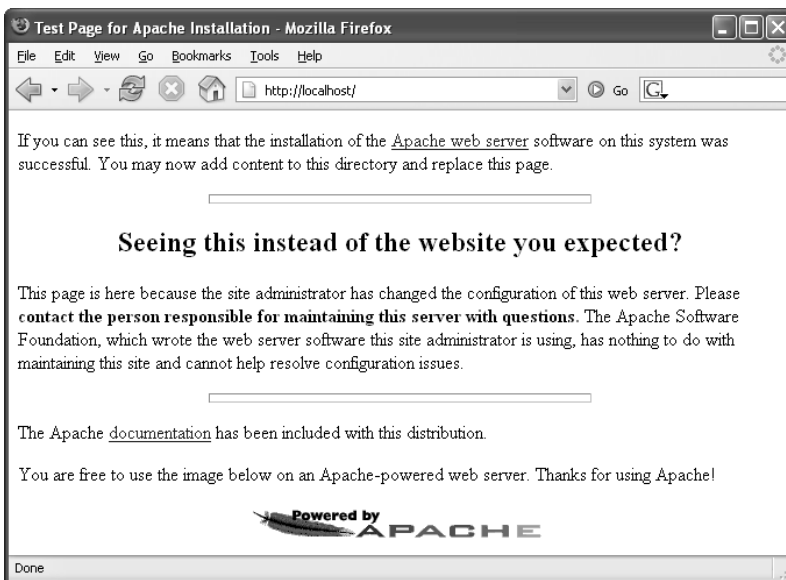 Test Page for Apache Installation - Mozilla Firefox
File Edit View Go Bookmarks Tools Help
http://localhost/ Go G
If you can see this, it means that the installation of the Apache web server software on this system was
successful. You may now add content to this directory and replace this page.
Seeing this instead of the website you expected?
This page is here because the site administrator has changed the configuration of this web server. Please
contact the person responsible for maintaining this server with questions. The Apache Software
Foundation, which wrote the web server software this site administrator is using, has nothing to do with
maintaining this site and cannot help resolve configuration issues.
The Apache documentation has been included with this distribution.
You are free to use the image below on an Apache-powered web server. Thanks for using Apache!
Powered by
APACHE
Done